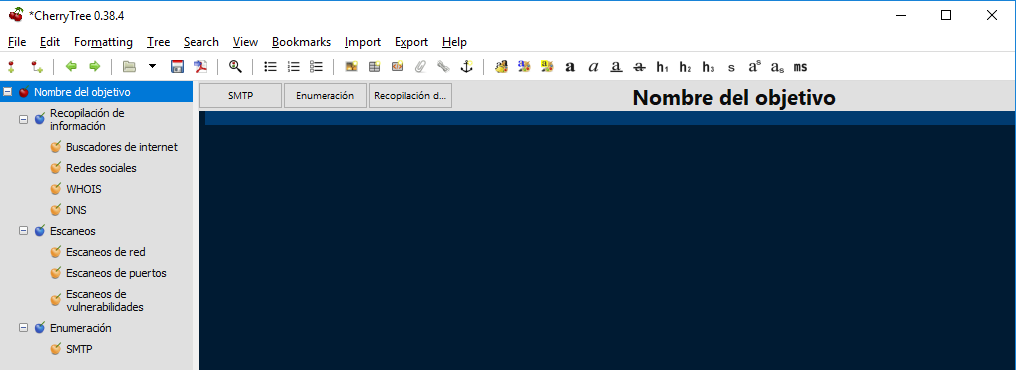 *CherryTree 0.38.4
File Edit Formatting Tree Search View Bookmarks Import Export Help
a a a a h1 h2 h3 s as as ms
Nombre del objetivo
Recopilación de
información
Buscadores de internet
Redes sociales
WHOIS
DNS
Escaneos
Escaneos de red
Escaneos de puertos
Escaneos de
vulnerabilidades
Enumeración
SMTP
SMTP Enumeración Recopilación d...
Nombre del objetivo